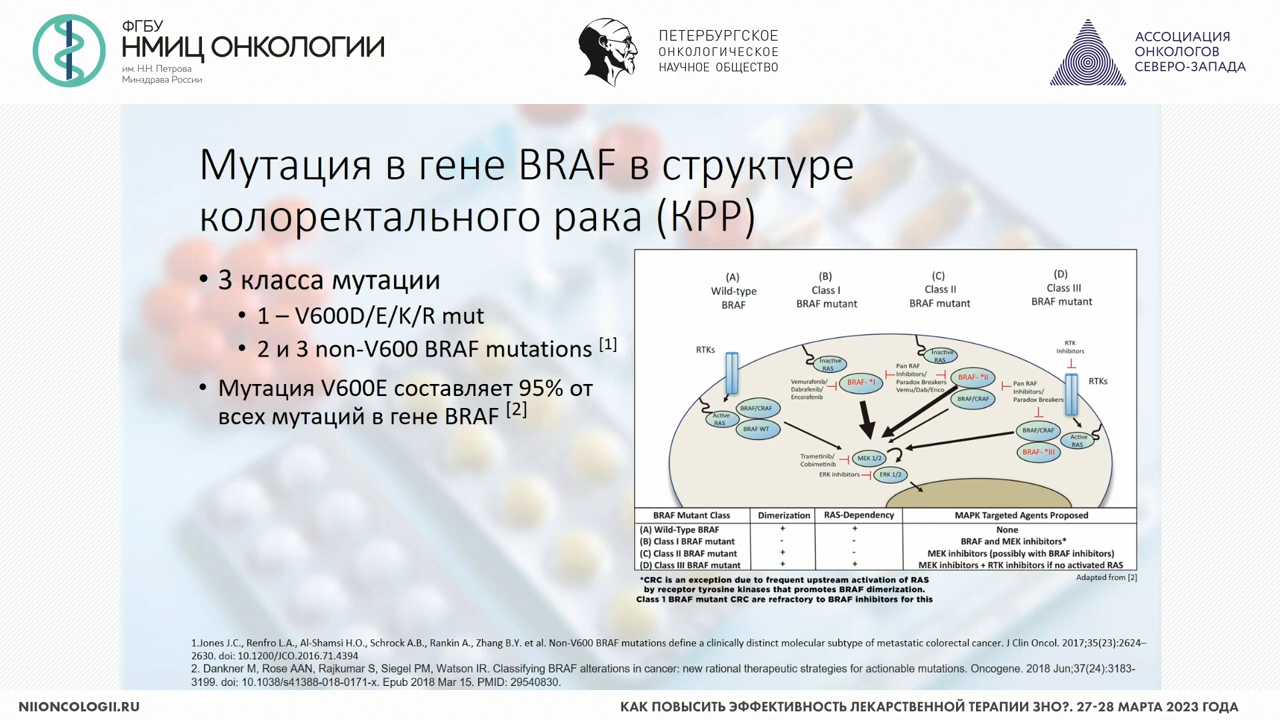 ФГБУ
НМИЦ ОНКОЛОГИИ
им. Н.Н. Петрова
Минздрава России
ПЕТЕРБУРГСКОЕ
ОНКОЛОГИЧЕСКОЕ
НАУЧНОЕ ОБЩЕСТВО
АССОЦИАЦИЯ
ОНКОЛОГОВ
СЕВЕРО-ЗАПАДА
Мутация в гене BRAF в структуре
колоректального рака (КРР)
• 3 класса мутации
• 1 – V600D/E/K/R mut
• 2 и 3 non-V600 BRAF mutations [1]
• Мутация V600E составляет 95% от
всех мутаций в гене BRAF [2]
(A)
Wild-type
BRAF
(B)
Class I
BRAF mutant
(C)
Class II
BRAF mutant
(D)
Class III
BRAF mutant
RTKs
Active
RAS
BRAF/CRAF
BRAF WT
Inactive
RAS
Vemurafenib/
Dabrafenib/
Encorafenib
BRAF- *I
Pan RAF
Inhibitors/
Paradox Breakers
Vemu/Dab/Enco
Inactive
RAS
BRAF- *II
BRAF/CRAF
Pan RAF
Inhibitors/
Paradox Breakers
RTK
Inhibitors
RTKs
BRAF/CRAF
BRAF- *III
Active
RAS
Trametinib/
Cobimetinib
MEK 1/2
ERK inhibitors
ERK 1/2
BRAF Mutant Class Dimerization RAS-Dependency MAPK Targeted Agents Proposed
(A) Wild-Type BRAF + + None
(B) Class I BRAF mutant - - BRAF and MEK inhibitors*
(C) Class II BRAF mutant + - MEK inhibitors (possibly with BRAF inhibitors)
(D) Class III BRAF mutant + + MEK inhibitors + RTK inhibitors if no activated RAS
*CRC is an exception due to frequent upstream activation of RAS
by receptor tyrosine kinases that promotes BRAF dimerization.
Class 1 BRAF mutant CRC are refractory to BRAF inhibitors for this
Adapted from [2]
1.Jones J.C., Renfro L.A., Al-Shamsi H.O., Schrock A.B., Rankin A., Zhang B.Y. et al. Non-V600 BRAF mutations define a clinically distinct molecular subtype of metastatic colorectal cancer. J Clin Oncol. 2017;35(23):2624–
2630. doi: 10.1200/JCO.2016.71.4394
2. Dankner M, Rose AAN, Rajkumar S, Siegel PM, Watson IR. Classifying BRAF alterations in cancer: new rational therapeutic strategies for actionable mutations. Oncogene. 2018 Jun;37(24):3183-
3199. doi: 10.1038/s41388-018-0171-x. Epub 2018 Mar 15. PMID: 29540830.
NIIONCOLOGII.RU
КАК ПОВЫСИТЬ ЭФФЕКТИВНОСТЬ ЛЕКАРСТВЕННОЙ ТЕРАПИИ ЗНО?. 27-28 МАРТА 2023 ГОДА